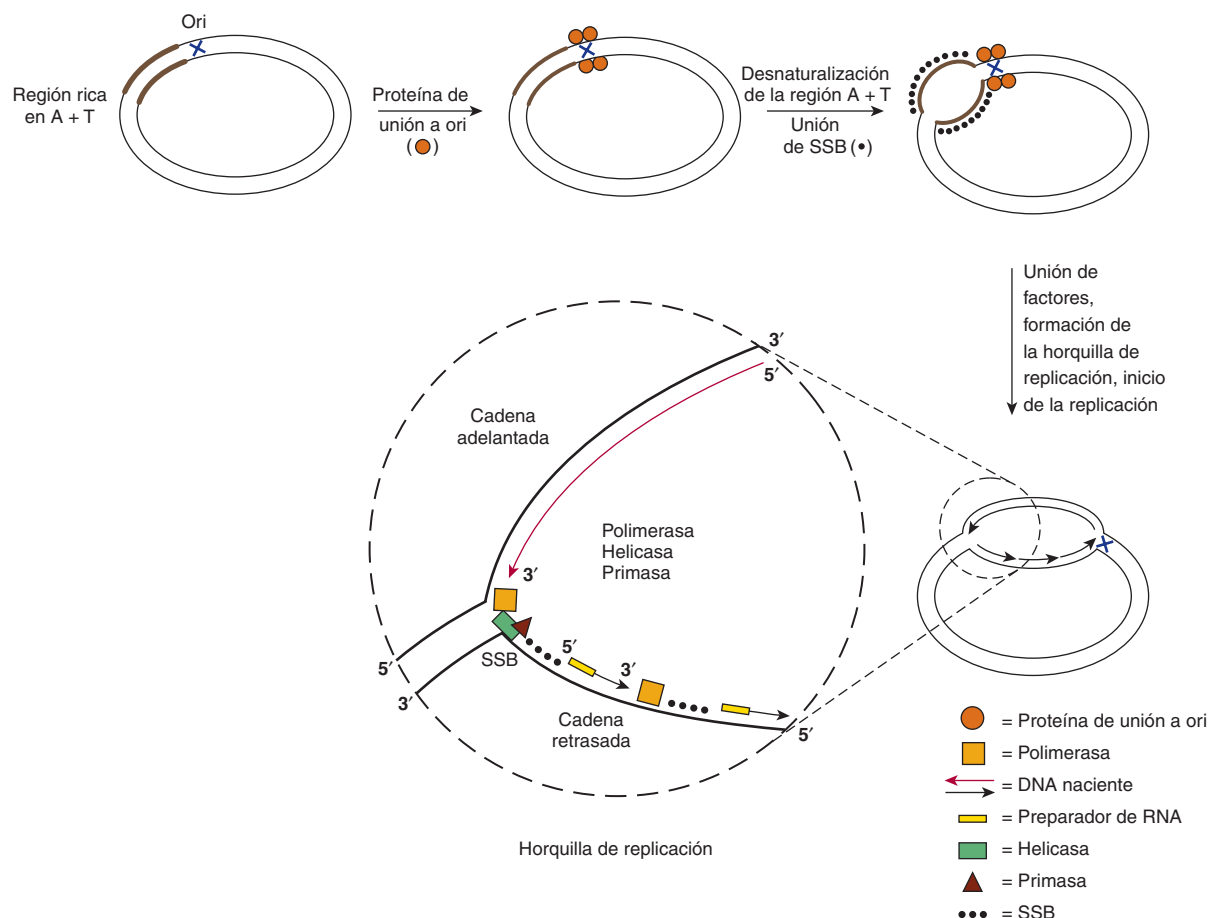 Ori
Región rica
en A + T
Proteína de
unión a ori
( )
Desnaturalización
de la región A + T
Unión
de SSB (•)
Unión de
factores,
formación de
la horquilla de
replicación, inicio
de la replicación
3′
5′
Cadena
adelantada
Polimerasa
Helicasa
Primasa
3′
5′
3′
SSB
5′
3′
Cadena
retrasada
5′
Horquilla de replicación
= Proteína de unión a ori
= Polimerasa
= DNA naciente
= Preparador de RNA
= Helicasa
= Primasa
= SSB